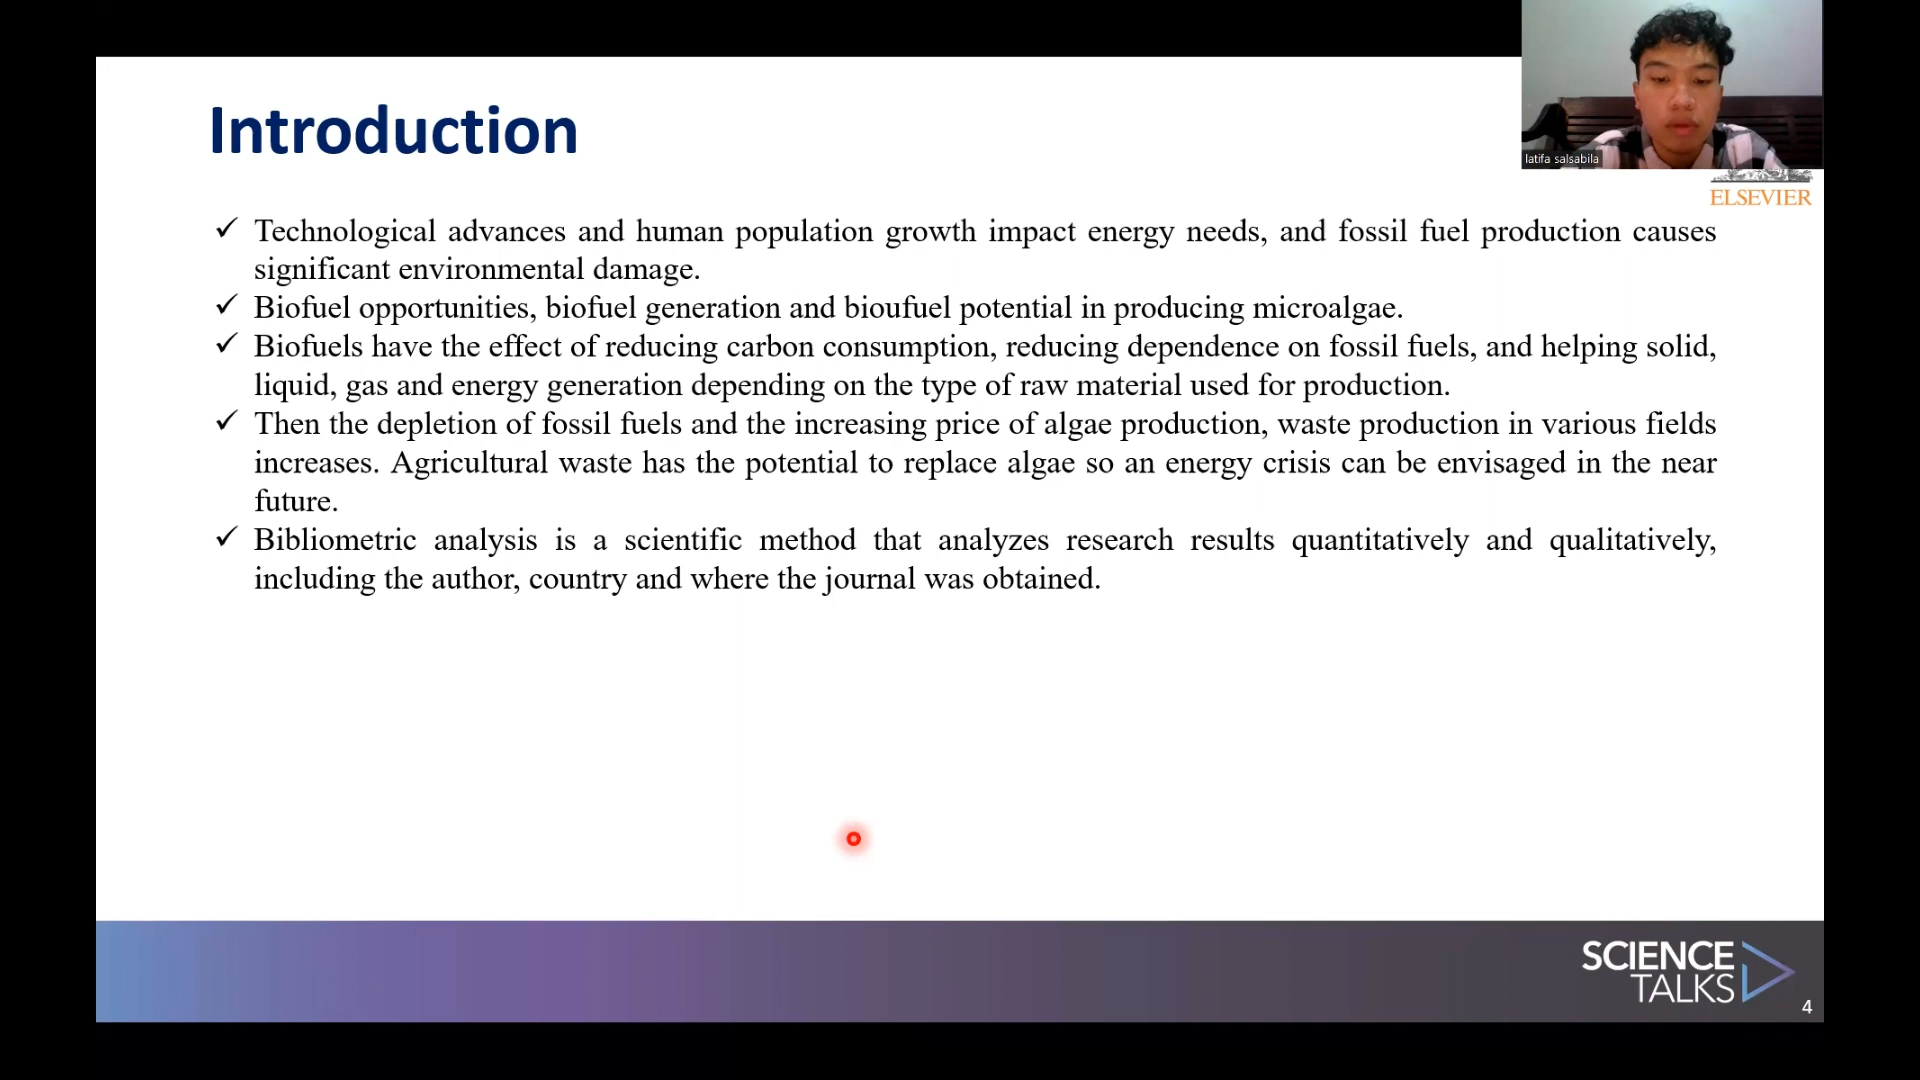 Introduction
latifa salsabila
ELSEVIER
✓ Technological advances and human population growth impact energy needs, and fossil fuel production causes
significant environmental damage.
✓ Biofuel opportunities, biofuel generation and bioufuel potential in producing microalgae.
✓ Biofuels have the effect of reducing carbon consumption, reducing dependence on fossil fuels, and helping solid,
liquid, gas and energy generation depending on the type of raw material used for production.
✓ Then the depletion of fossil fuels and the increasing price of algae production, waste production in various fields
increases. Agricultural waste has the potential to replace algae so an energy crisis can be envisaged in the near
future.
✓ Bibliometric analysis is a scientific method that analyzes research results quantitatively and qualitatively,
including the author, country and where the journal was obtained.
SCIENCE
TALKS
4